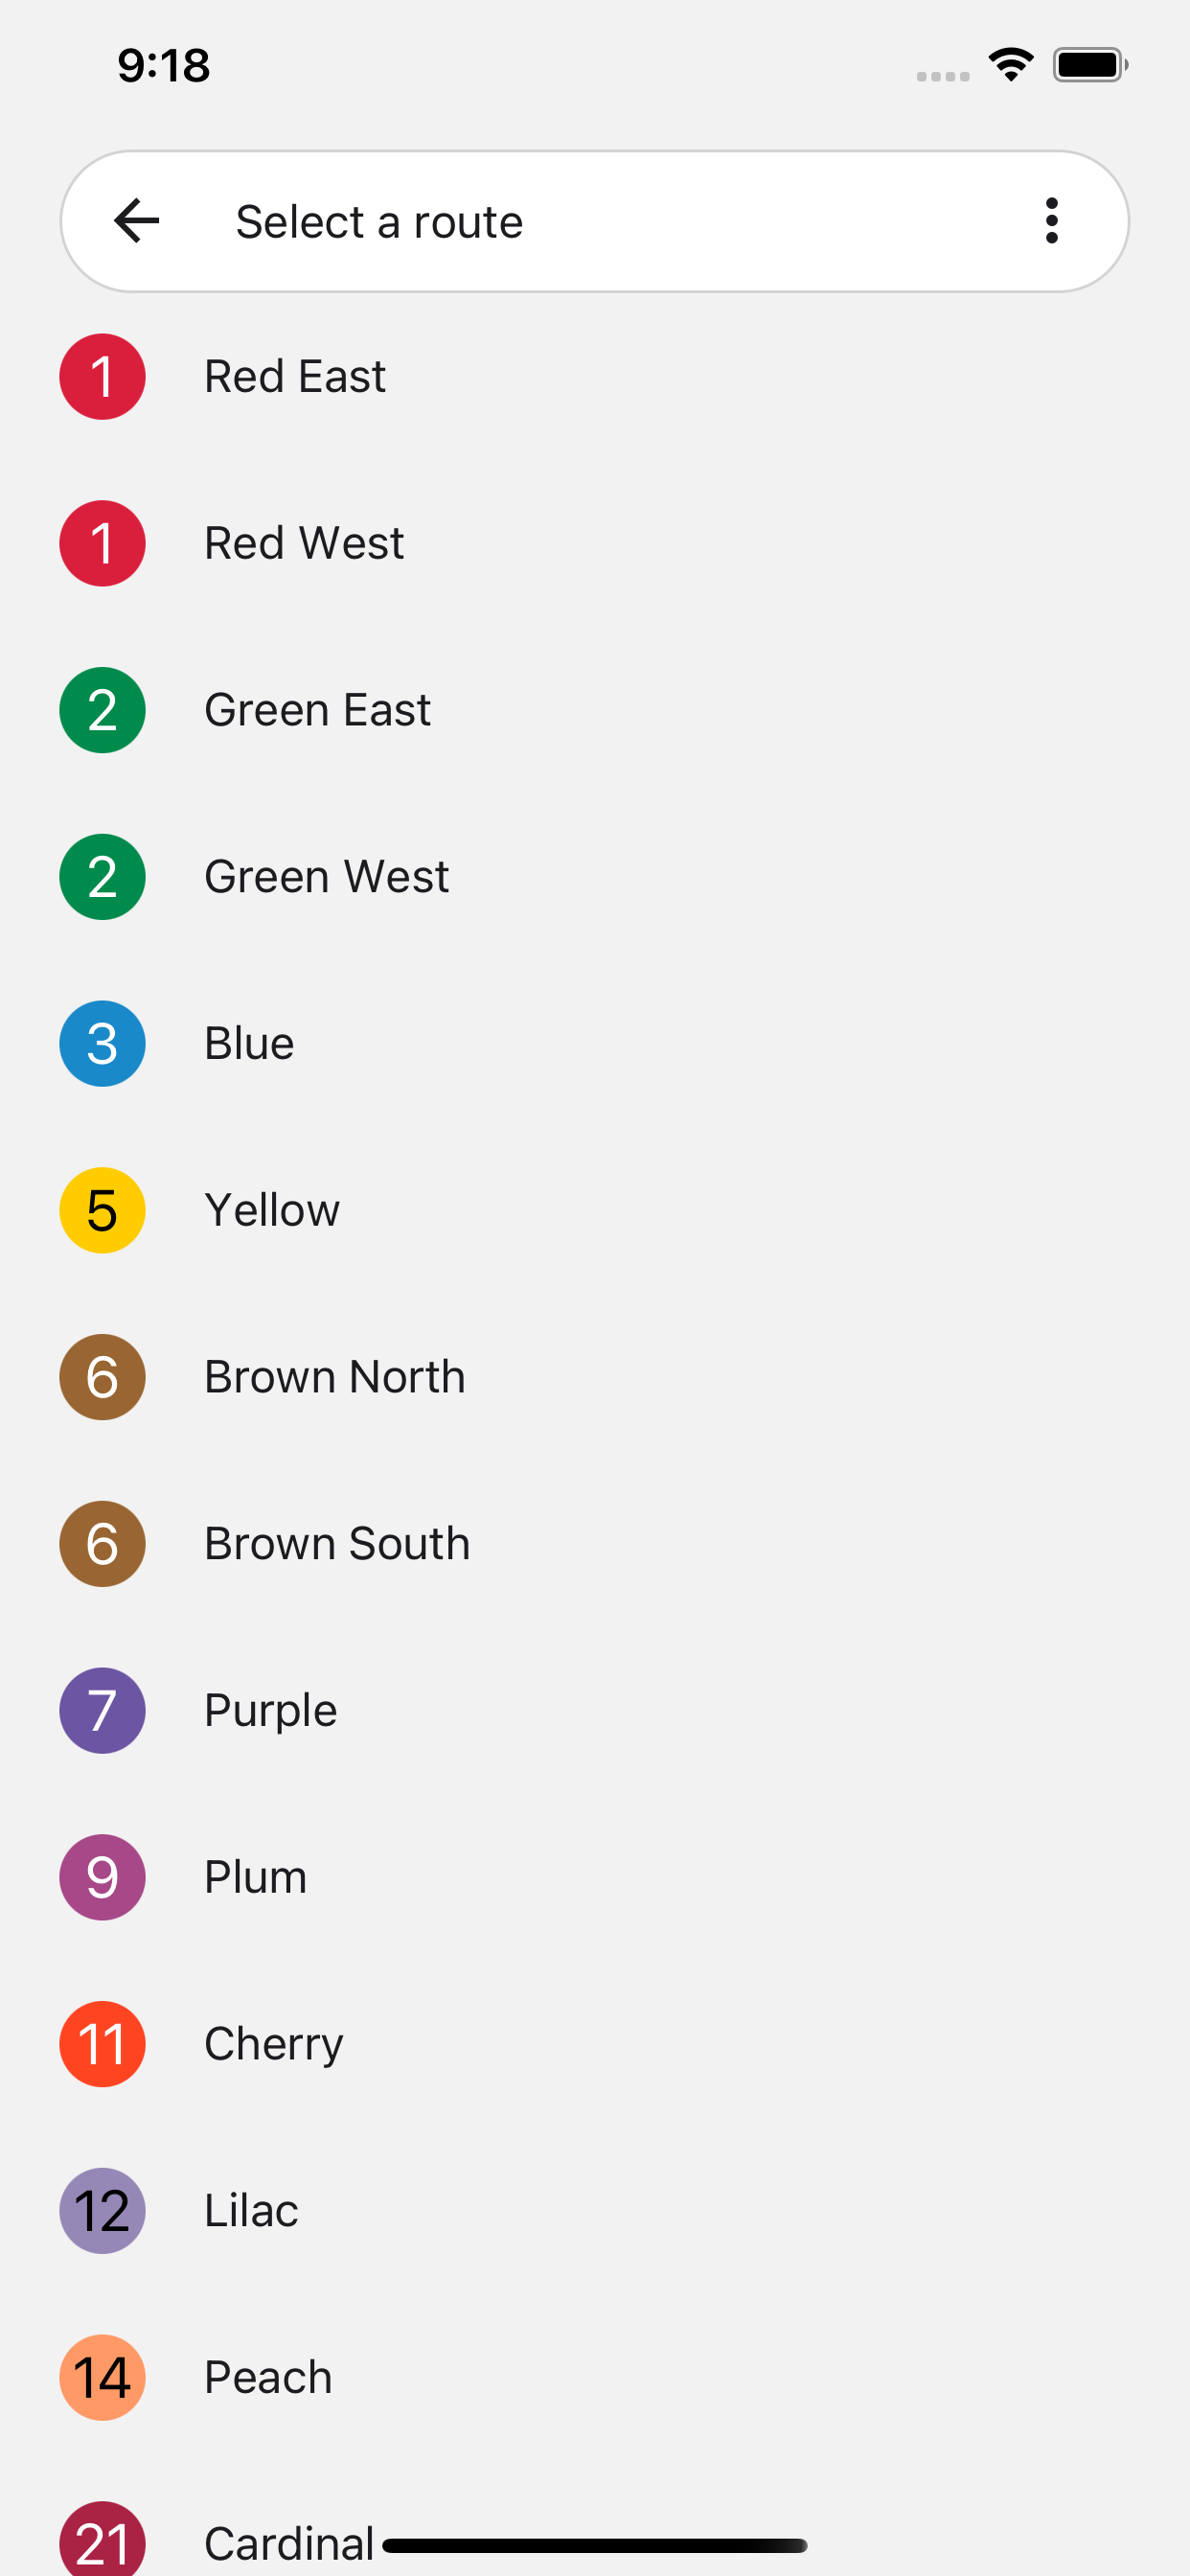 9:18
Select a route
1 Red East
1 Red West
2 Green East
2 Green West
3 Blue
5 Yellow
6 Brown North
6 Brown South
7 Purple
9 Plum
11 Cherry
12 Lilac
14 Peach
21 Cardinal